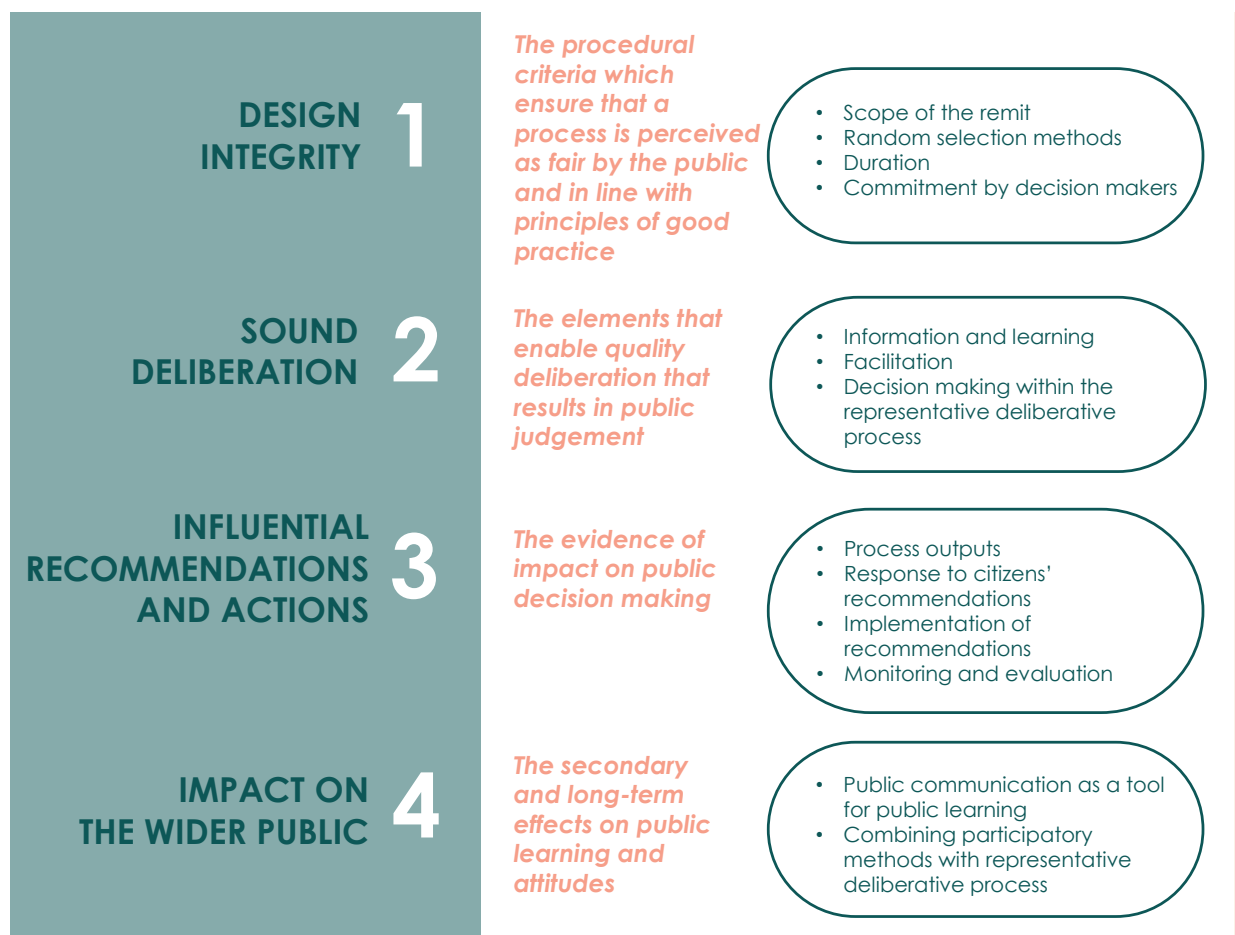 DESIGN
INTEGRITY
1
The procedural
criteria which
ensure that a
process is perceived
as fair by the public
and in line with
principles of good
practice
• Scope of the remit
• Random selection methods
• Duration
• Commitment by decision makers
SOUND
DELIBERATION
2
The elements that
enable quality
deliberation that
results in public
judgement
• Information and learning
• Facilitation
• Decision making within the
representative deliberative
process
INFLUENTIAL
RECOMMENDATIONS
AND ACTIONS
3
The evidence of
impact on public
decision making
• Process outputs
• Response to citizens’
recommendations
• Implementation of
recommendations
• Monitoring and evaluation
IMPACT ON
THE WIDER PUBLIC
4
The secondary
and long-term
effects on public
learning and
attitudes
• Public communication as a tool
for public learning
• Combining participatory
methods with representative
deliberative process